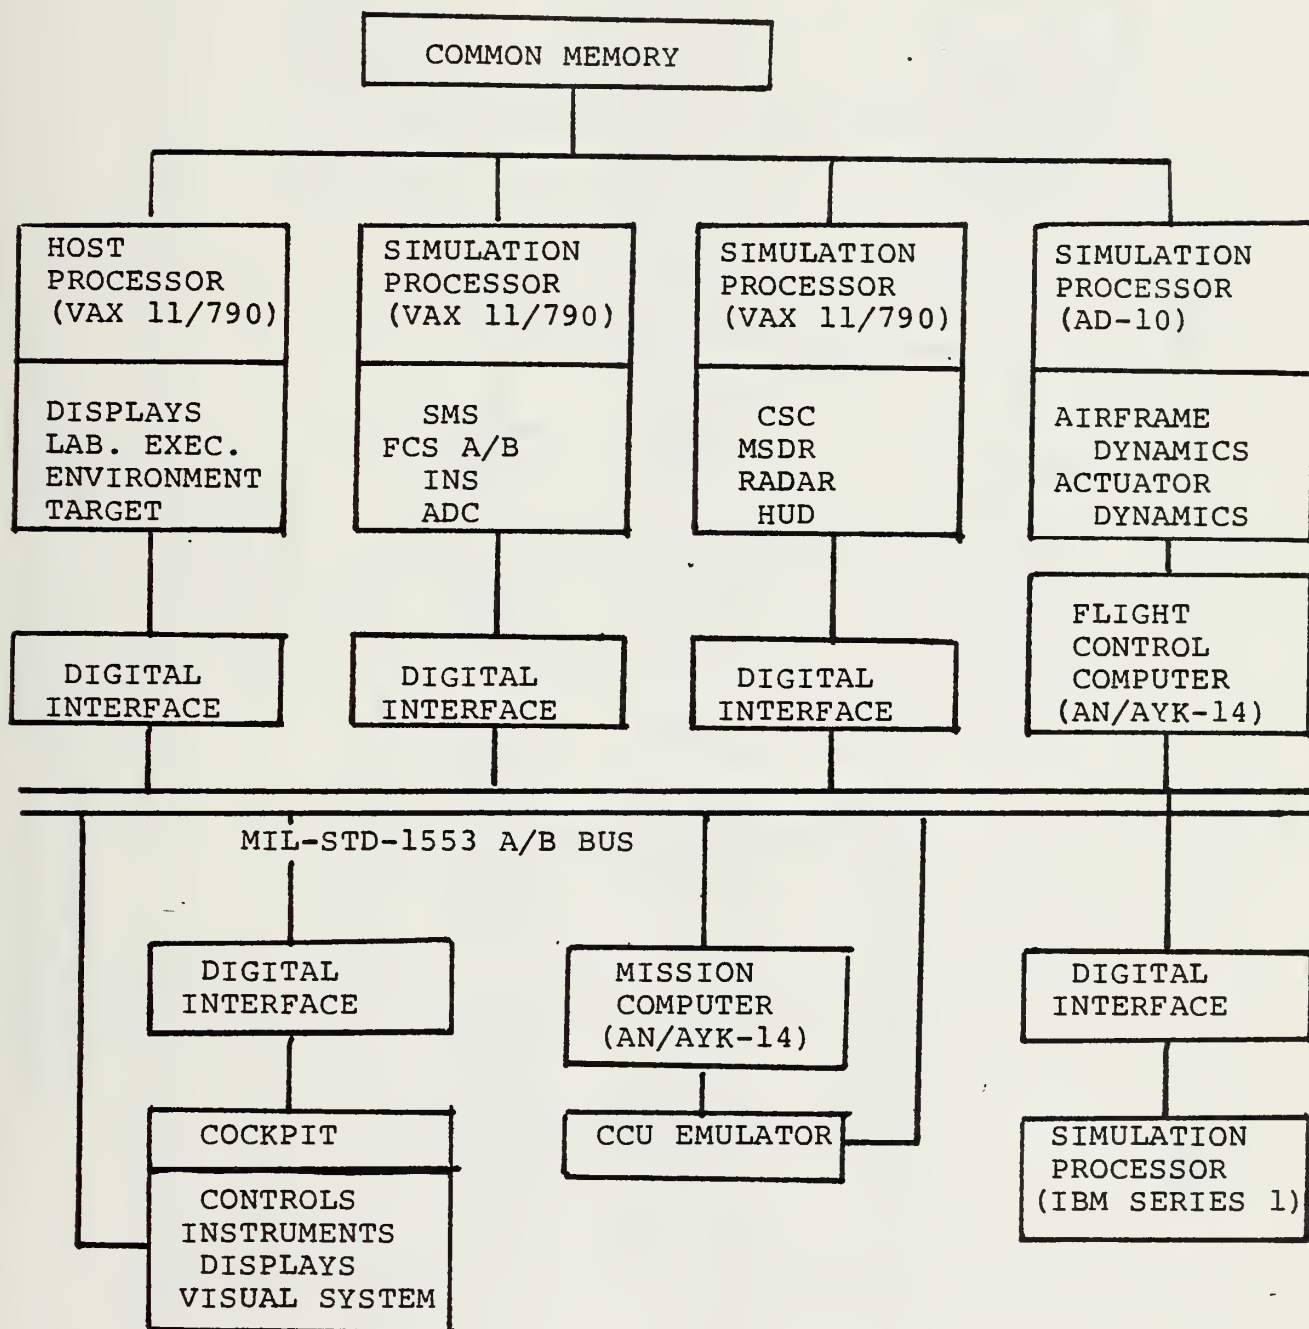 COMMON MEMORY
HOST
PROCESSOR
(VAX 11/790)
DISPLAYS
LAB. EXEC.
ENVIRONMENT
TARGET
SIMULATION
PROCESSOR
(VAX 11/790)
SMS
FCS A/B
INS
ADC
SIMULATION
PROCESSOR
(VAX 11/790)
CSC
MSDR
RADAR
HUD
SIMULATION
PROCESSOR
(AD-10)
AIRFRAME
DYNAMICS
ACTUATOR
DYNAMICS
DIGITAL
INTERFACE
DIGITAL
INTERFACE
DIGITAL
INTERFACE
FLIGHT
CONTROL
COMPUTER
(AN/AYK-14)
MIL-STD-1553 A/B BUS
DIGITAL
INTERFACE
MISSION
COMPUTER
(AN/AYK-14)
DIGITAL
INTERFACE
COCKPIT
CONTROLS
INSTRUMENTS
DISPLAYS
VISUAL SYSTEM
CCU EMULATOR
SIMULATION
PROCESSOR
(IBM SERIES 1)